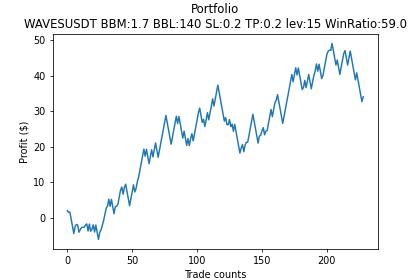 Portfolio
WAVESUSDT BBM:1.7 BBL:140 SL:0.2 TP:0.2 lev:15 WinRatio:59.0
Profit ($)
50
40
30
20
10
0
0 50 100 150 200
Trade counts